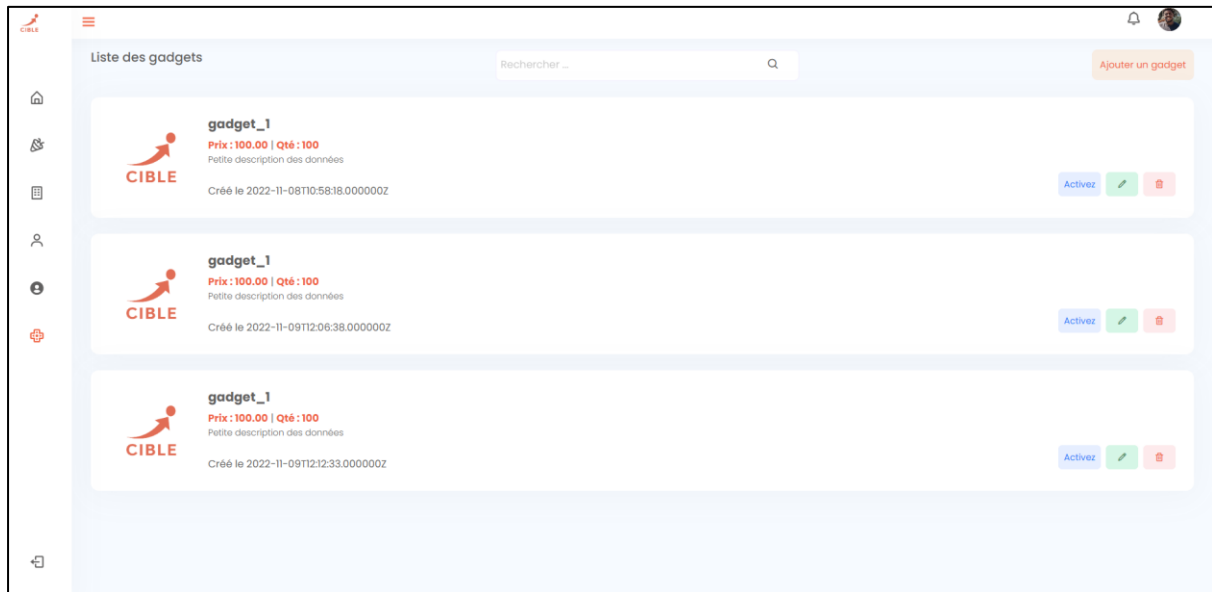 CIBLE
Liste des gadgets
Rechercher ...
Ajouter un gadget
gadget_1
Prix : 100.00 | Qté : 100
Petite description des données
CIBLE
Créé le 2022-11-08T10:58:18.000000Z
Activez
gadget_1
Prix : 100.00 | Qté : 100
Petite description des données
CIBLE
Créé le 2022-11-09T12:06:38.000000Z
Activez
gadget_1
Prix : 100.00 | Qté : 100
Petite description des données
CIBLE
Créé le 2022-11-09T12:12:33.000000Z
Activez